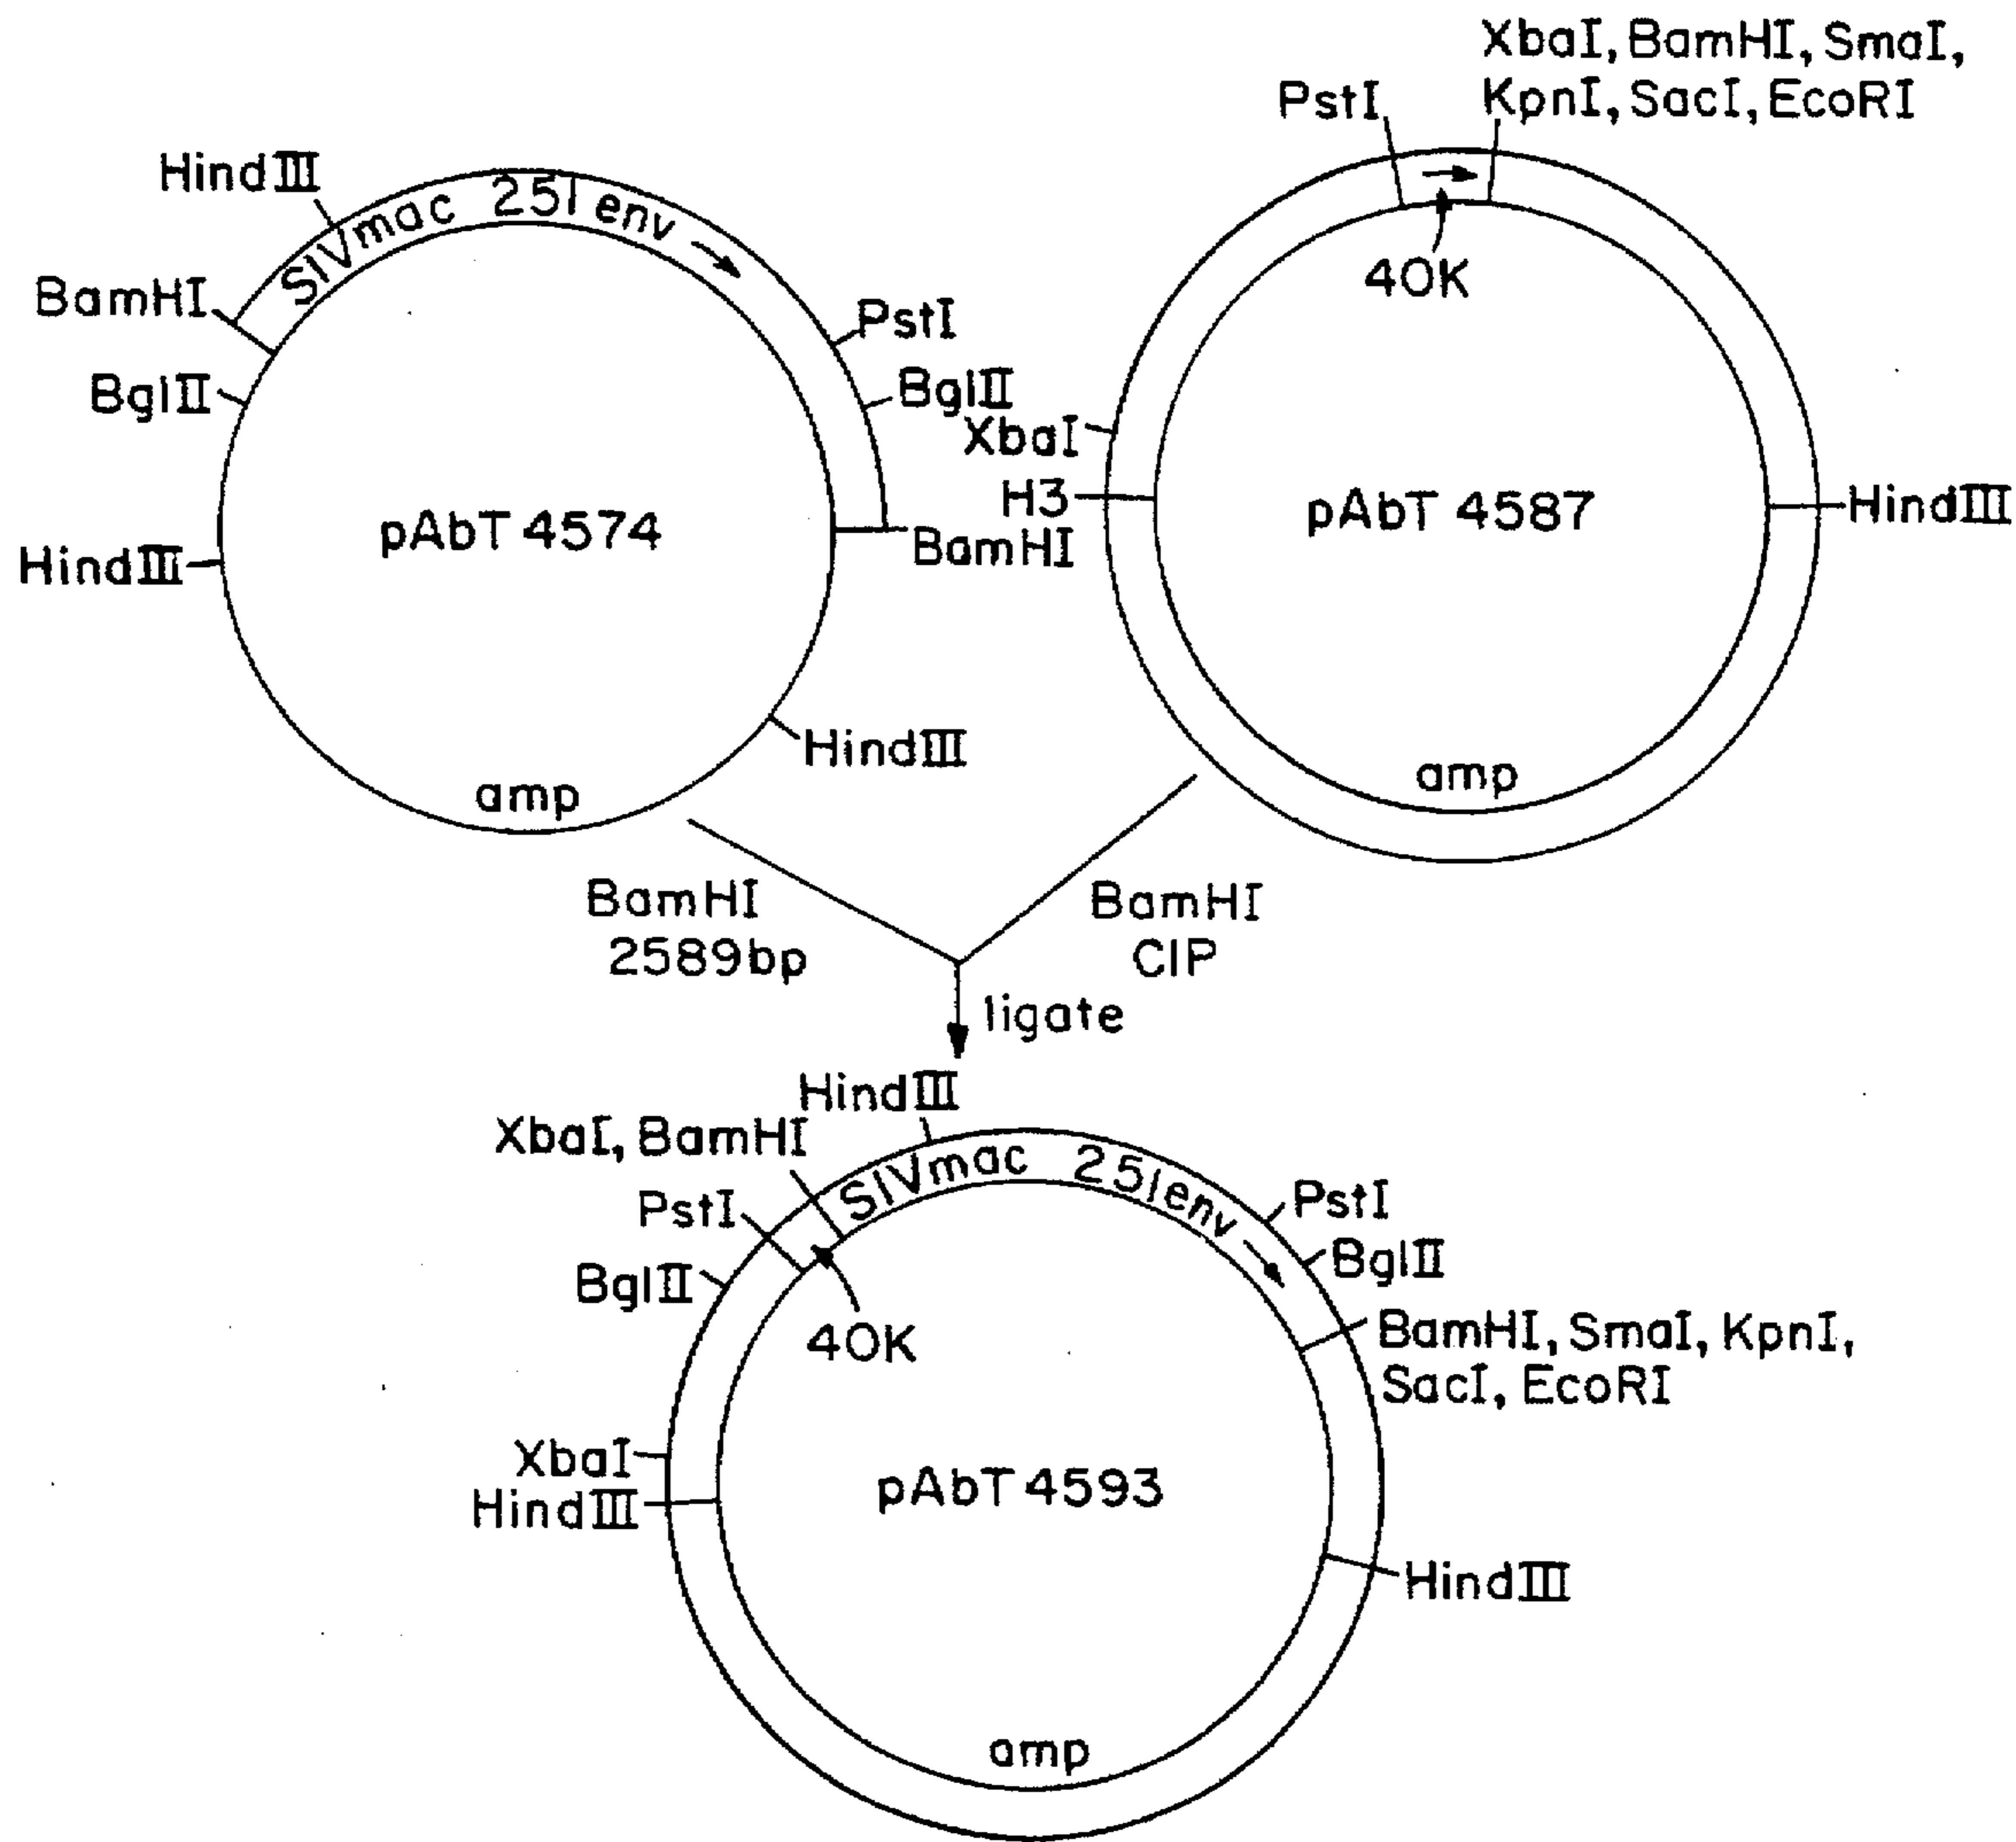 HindIII
SIVmac 251 env
BamHI
BglII
HindIII
pAbT 4574
PstI
BglII
BamHI
HindIII
amp
PstI
XbaI, BamHI, SmaI,
KpnI, SacI, EcoRI
40K
XbaI
H3
pAbT 4587
HindIII
amp
BamHI
2589bp
BamHI
CIP
ligate
HindIII
XbaI, BamHI
SIVmac 251env
PstI
BglII
40K
PstI
BglII
BamHI, SmaI, KpnI,
SacI, EcoRI
XbaI
HindIII
pAbT 4593
HindIII
amp